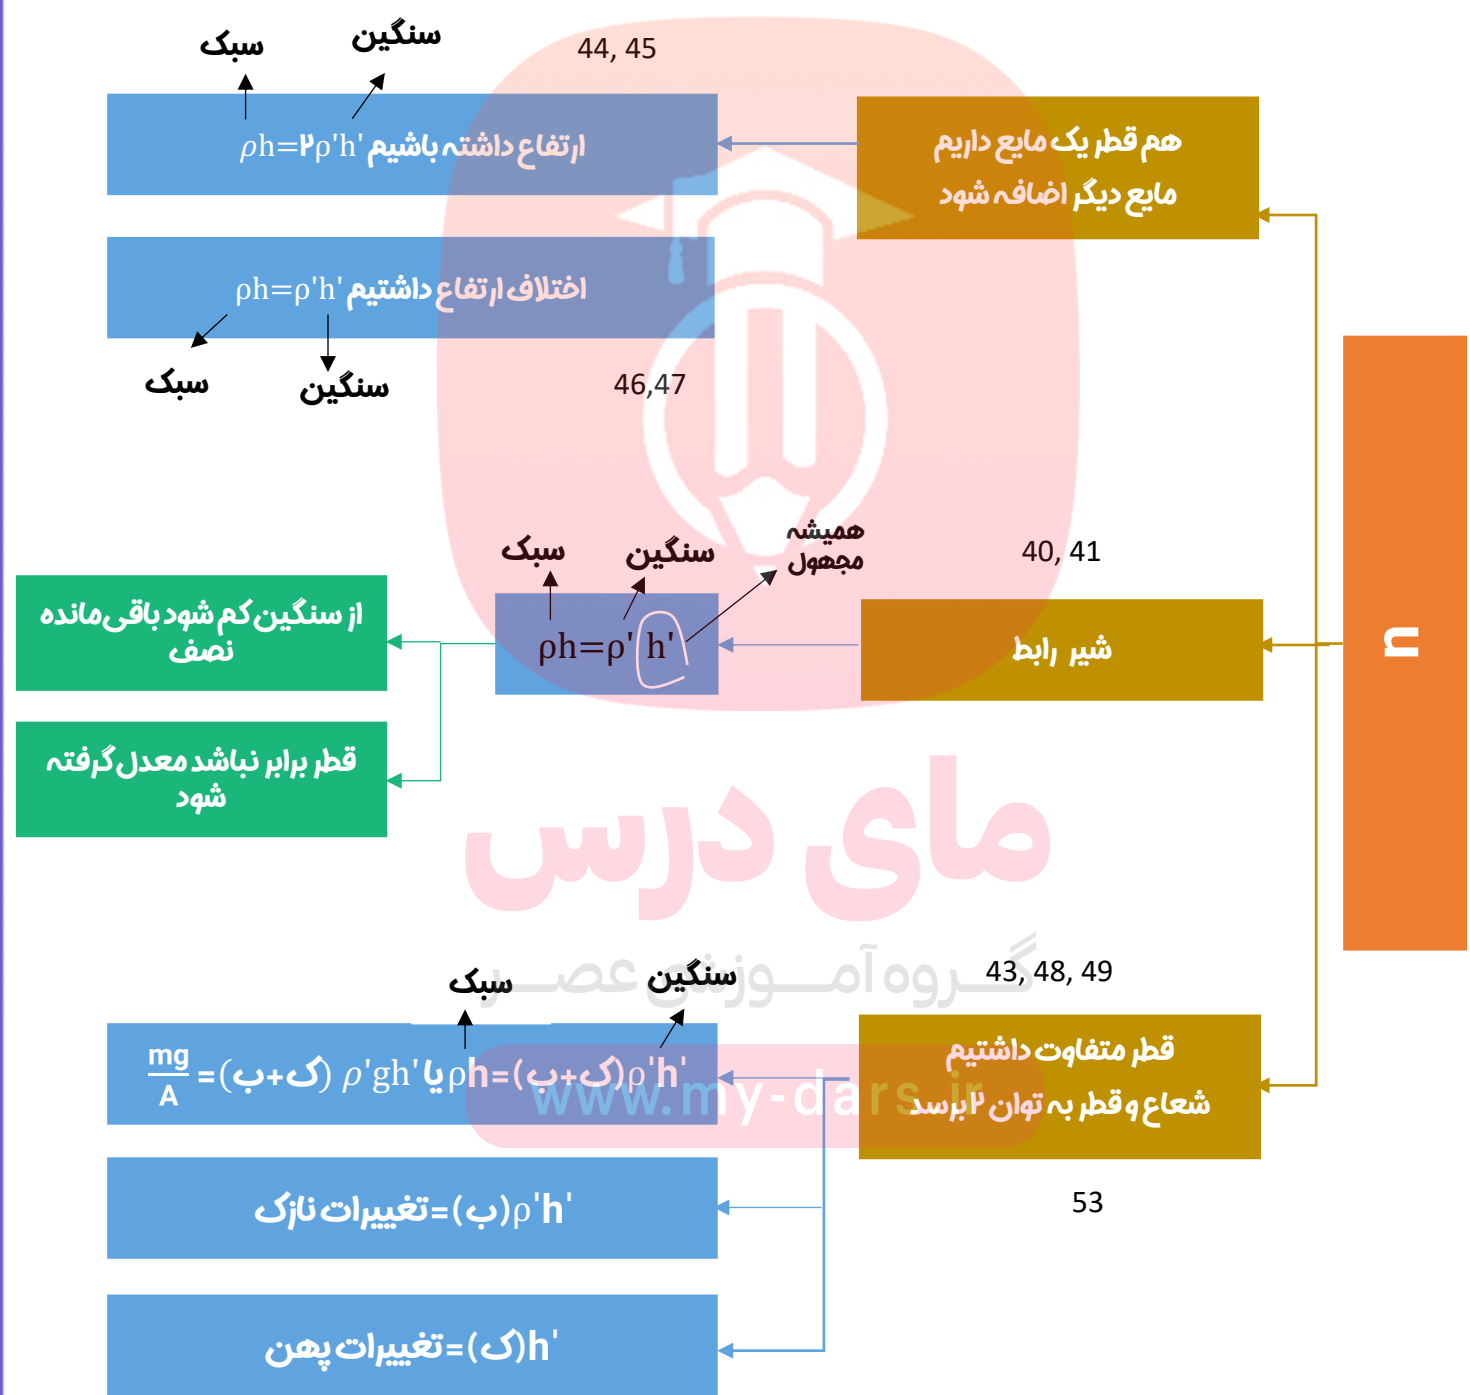 سبک
سنگین
44, 45
ارتفاع داشته باشیم ρh=۲ρ'h'
هم قطر یک مایع داریم
مایع دیگر اضافه شود
اختلاف ارتفاع داشتیم ρh=ρ'h'
سبک
سنگین
46,47
u
سبک
سنگین
همیشه
مجهول
40, 41
ρh=ρ'h'
شیر رابط
از سنگین کم شود باقی مانده
نصف
قطر برابر نباشد معدل گرفته
شود
مای درس
گروه آموزشی عصر
www.my-dars.ir
سبک
سنگین
43, 48, 49
ρh=(ک+ب)ρ'h' یا ρ'gh' (ک+ب)= mg/A
قطر متفاوت داشتیم
شعاع و قطر به توان ۲ برسد
ρ'h'(ب)=تغییرات نازک
53
h'(ک)=تغییرات پهن